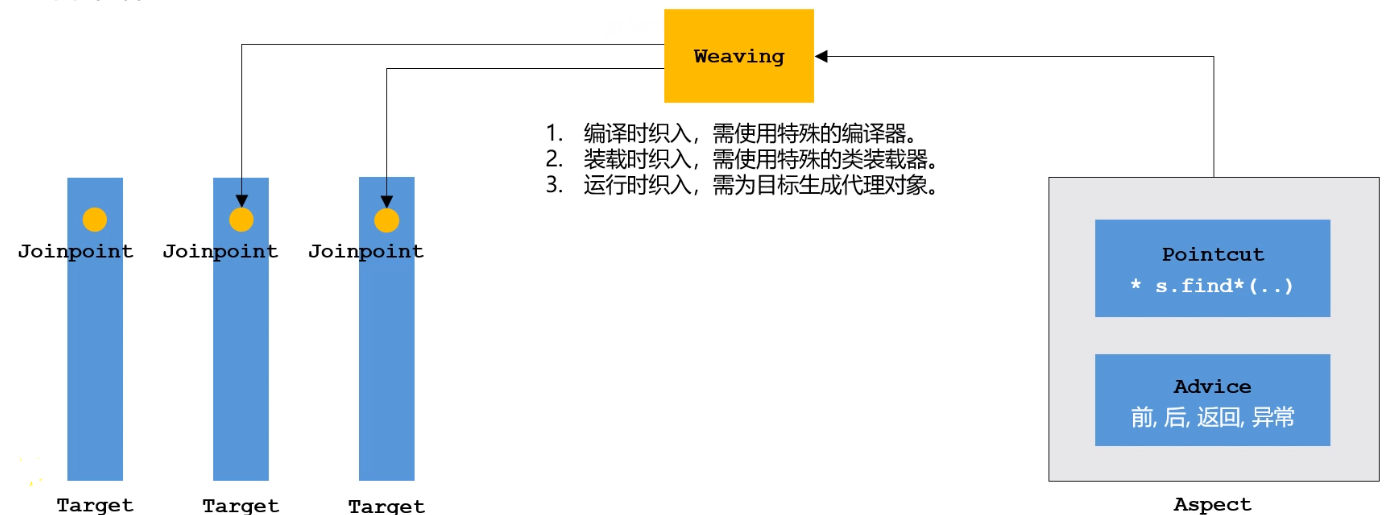 Weaving
1. 编译时织入，需使用特殊的编译器。
2. 装载时织入，需使用特殊的类装载器。
3. 运行时织入，需为目标生成代理对象。
Joinpoint
Joinpoint
Joinpoint
Pointcut
* s.find*(..)
Advice
前, 后, 返回, 异常
Target
Target
Target
Aspect